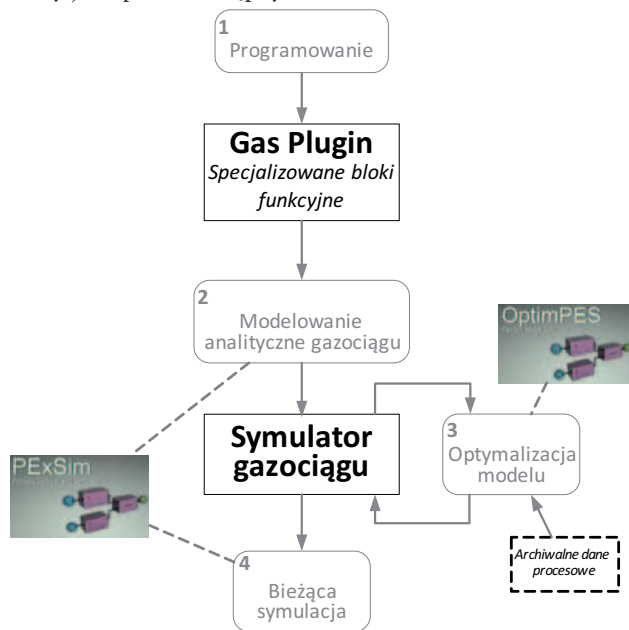 1
Programowanie
Gas Plugin
Specjalizowane bloki
funkcyjne
2
Modelowanie
analityczne gazociągu
OptimPES
Symulator
gazociągu
3
Optymalizacja
modelu
PExSim
Archiwalne dane
procesowe
4
Bieżąca
symulacja